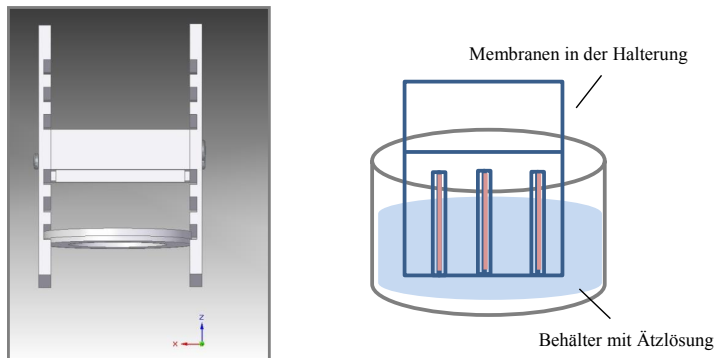 Membranen in der Halterung
z
x
Behälter mit Ätzlösung